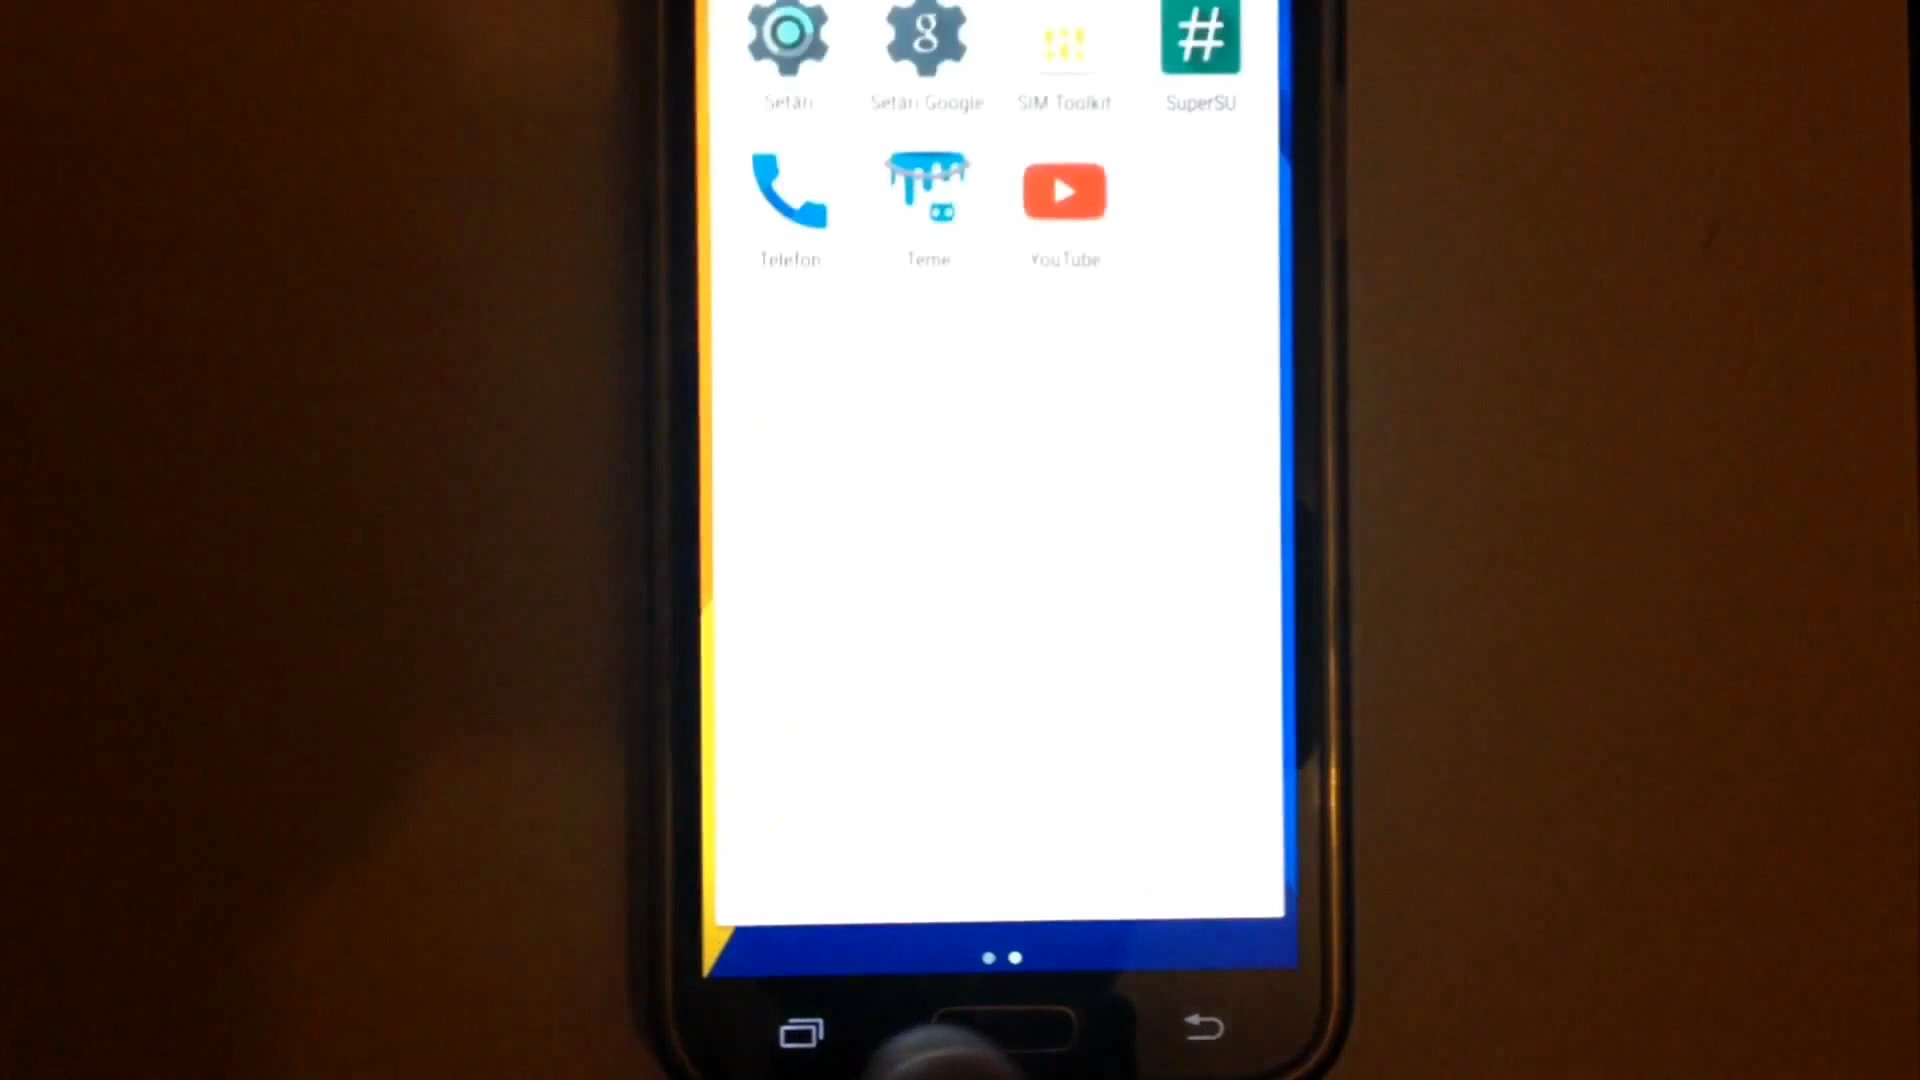 Setări
Setări Google
SIM Toolkit
SuperSU
Telefon
Teme
YouTube